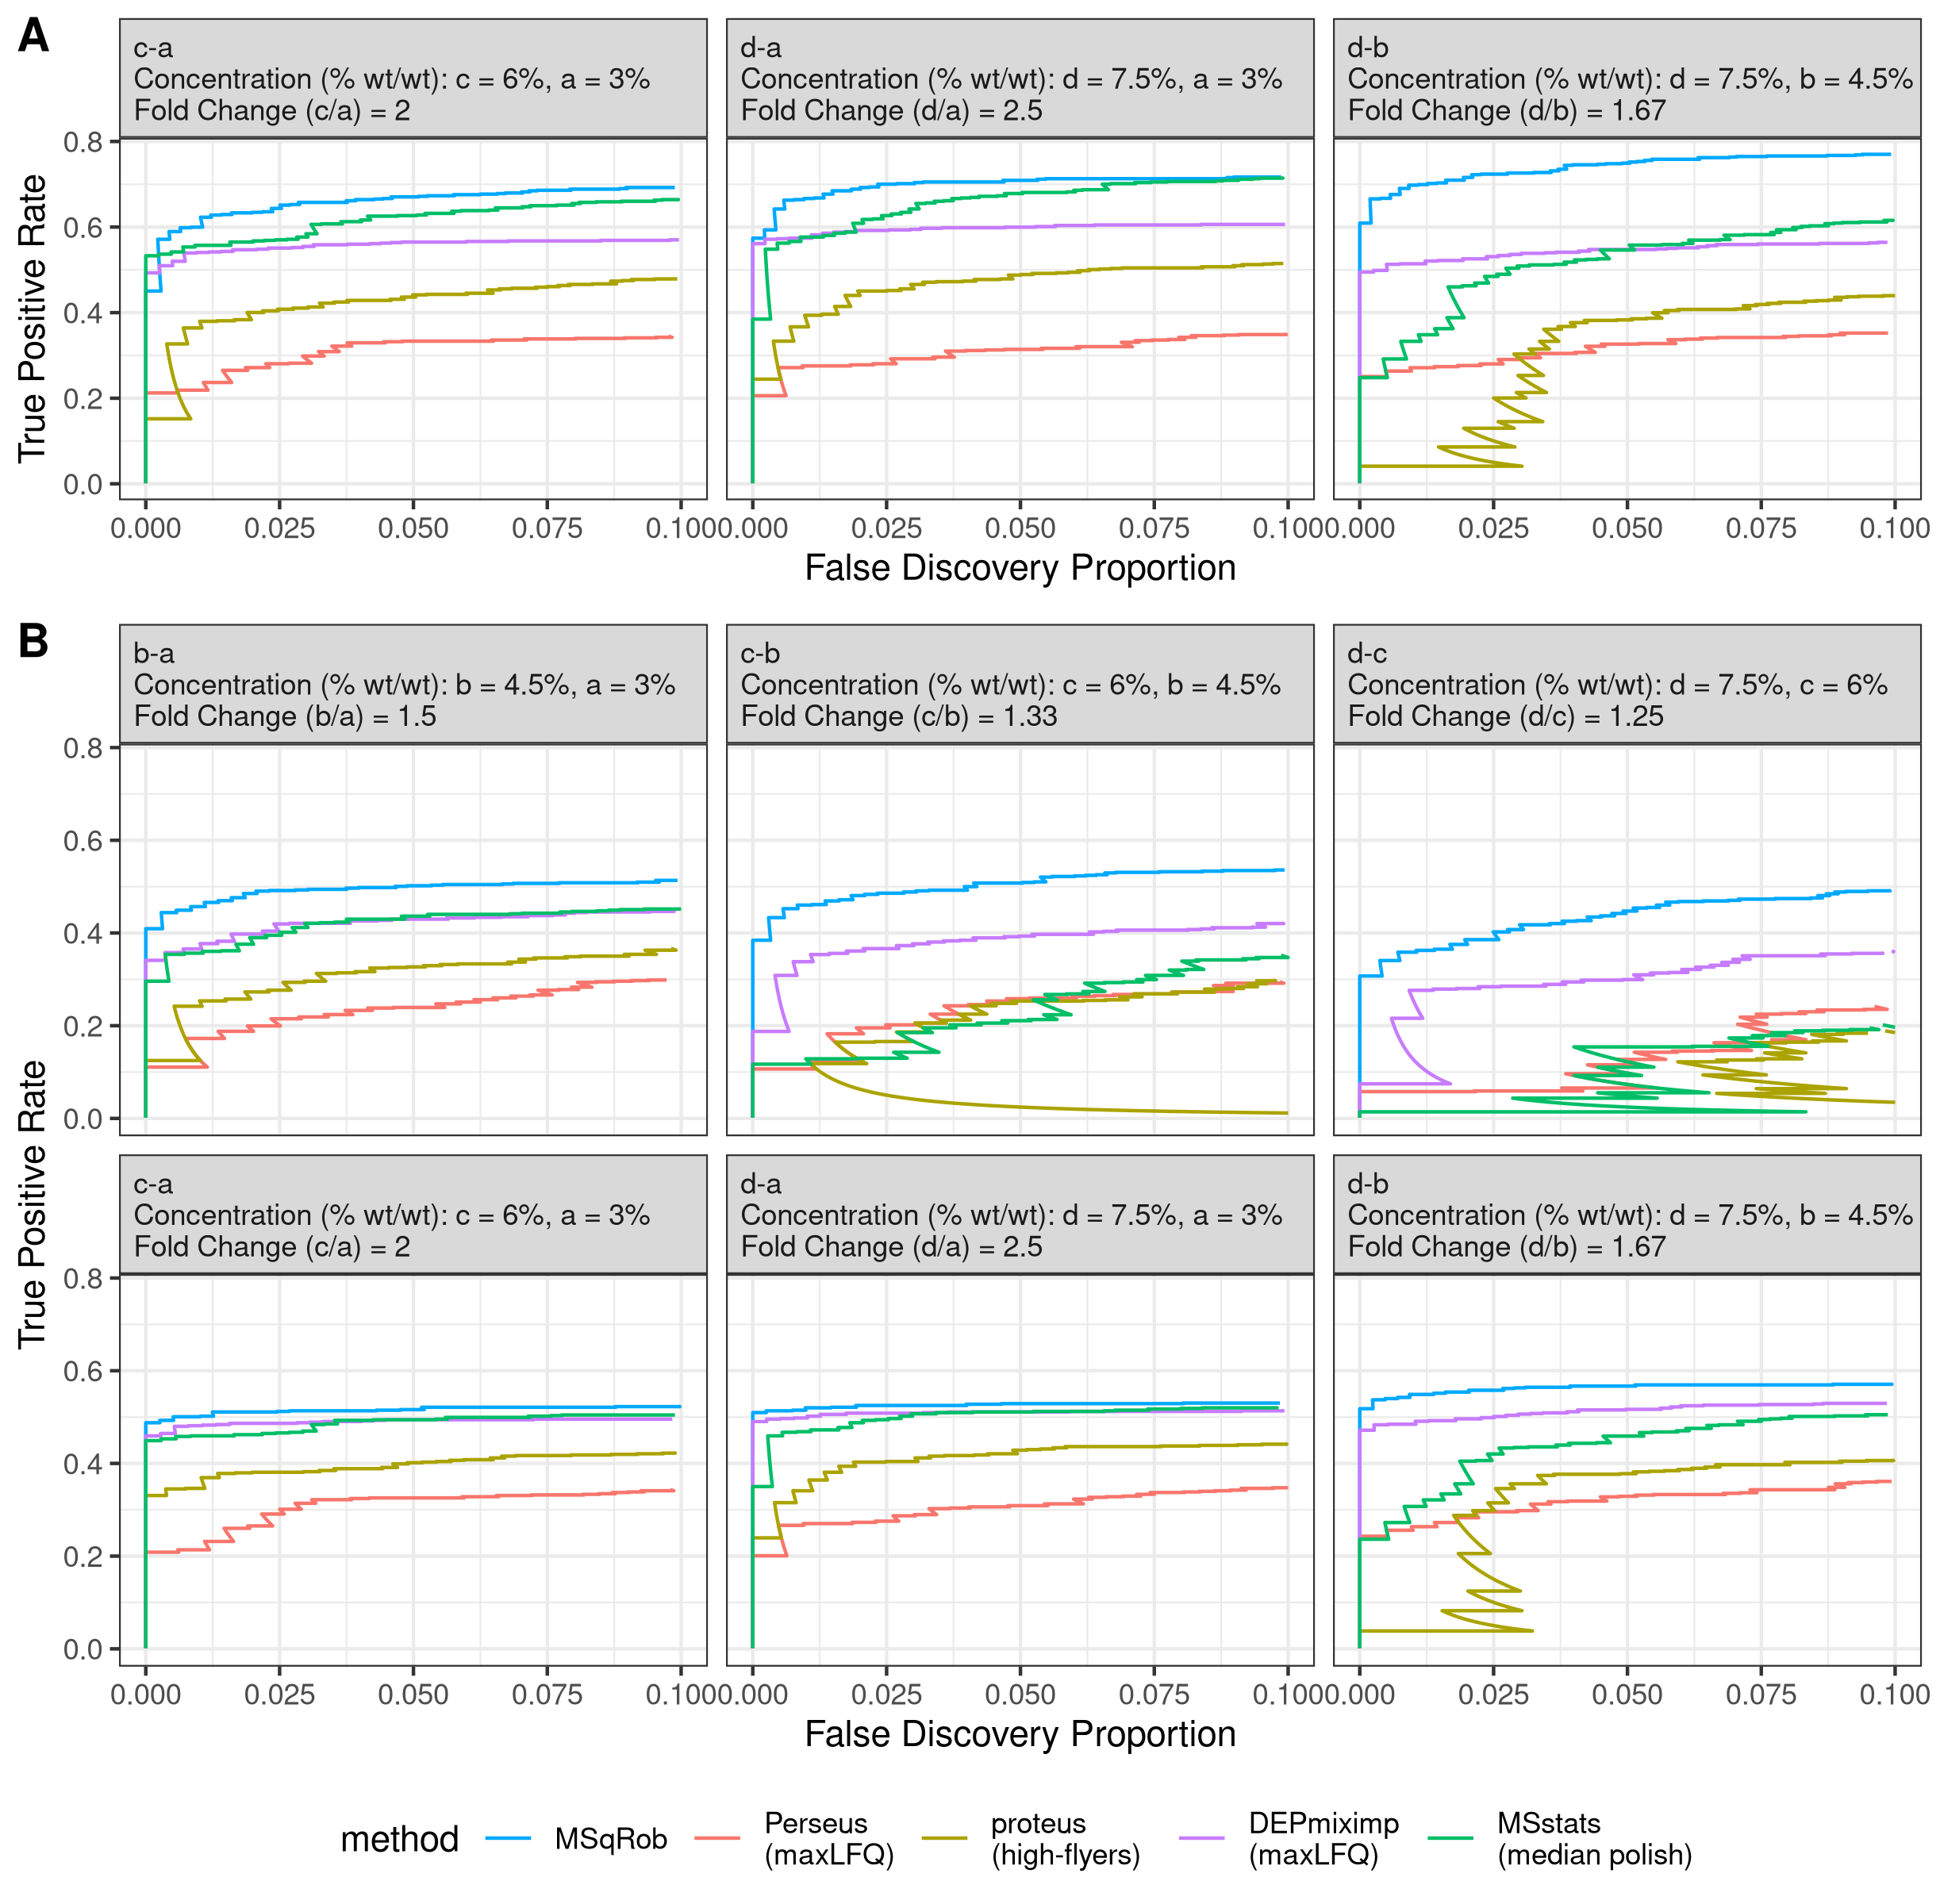 A
c-a
Concentration (% wt/wt): c = 6%, a = 3%
Fold Change (c/a) = 2
d-a
Concentration (% wt/wt): d = 7.5%, a = 3%
Fold Change (d/a) = 2.5
d-b
Concentration (% wt/wt): d = 7.5%, b = 4.5%
Fold Change (d/b) = 1.67
True Positive Rate
0.8
0.6
0.4
0.2
0.0
0.000 0.025 0.050 0.075 0.100
0.000 0.025 0.050 0.075 0.100
0.000 0.025 0.050 0.075 0.100
False Discovery Proportion
B
b-a
Concentration (% wt/wt): b = 4.5%, a = 3%
Fold Change (b/a) = 1.5
c-b
Concentration (% wt/wt): c = 6%, b = 4.5%
Fold Change (c/b) = 1.33
d-c
Concentration (% wt/wt): d = 7.5%, c = 6%
Fold Change (d/c) = 1.25
True Positive Rate
0.8
0.6
0.4
0.2
0.0
c-a
Concentration (% wt/wt): c = 6%, a = 3%
Fold Change (c/a) = 2
d-a
Concentration (% wt/wt): d = 7.5%, a = 3%
Fold Change (d/a) = 2.5
d-b
Concentration (% wt/wt): d = 7.5%, b = 4.5%
Fold Change (d/b) = 1.67
0.8
0.6
0.4
0.2
0.0
0.000 0.025 0.050 0.075 0.100
0.000 0.025 0.050 0.075 0.100
0.000 0.025 0.050 0.075 0.100
False Discovery Proportion
method
MSqRob
Perseus
(maxLFQ)
proteus
(high-flyers)
DEPmiximp
(maxLFQ)
MSstats
(median polish)